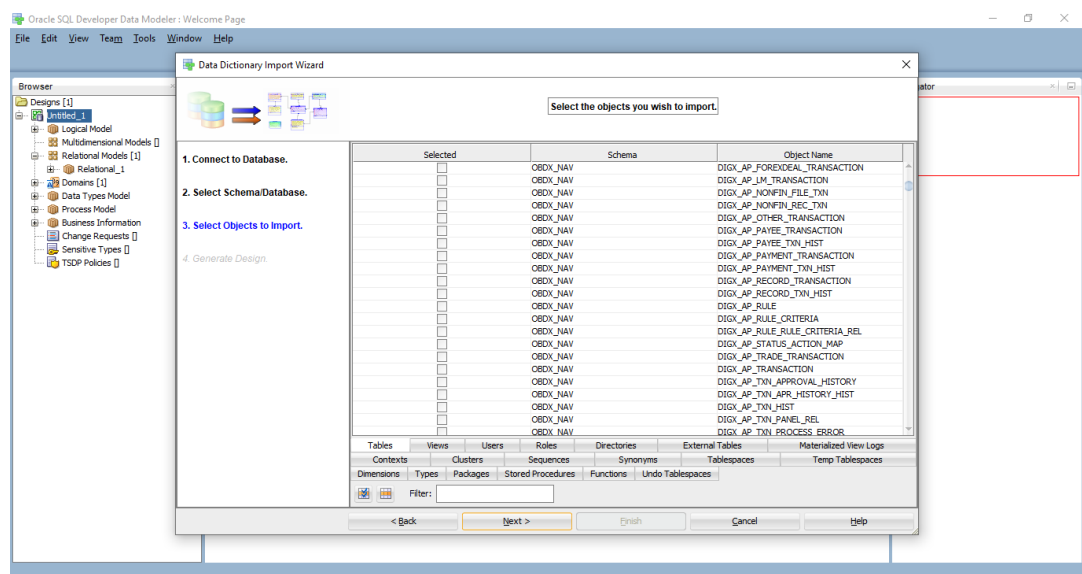 Oracle SQL Developer Data Modeler : Welcome Page
File Edit View Team Tools Window Help
Data Dictionary Import Wizard
Browser
Designs [1]
Untitled_1
Logical Model
Multidimensional Models []
Relational Models [1]
Relational_1
Domains [1]
Data Types Model
Process Model
Business Information
Change Requests []
Sensitive Types []
TSDP Policies []
Select the objects you wish to import.
1. Connect to Database.
2. Select Schema/Database.
3. Select Objects to Import.
4. Generate Design.
Selected Schema Object Name
OBDX_NAV DIGX_AP_FOREXDEAL_TRANSACTION
OBDX_NAV DIGX_AP_LM_TRANSACTION
OBDX_NAV DIGX_AP_NONFIN_FILE_TXN
OBDX_NAV DIGX_AP_NONFIN_REC_TXN
OBDX_NAV DIGX_AP_OTHER_TRANSACTION
OBDX_NAV DIGX_AP_PAYEE_TRANSACTION
OBDX_NAV DIGX_AP_PAYEE_TXN_HIST
OBDX_NAV DIGX_AP_PAYMENT_TRANSACTION
OBDX_NAV DIGX_AP_PAYMENT_TXN_HIST
OBDX_NAV DIGX_AP_RECORD_TRANSACTION
OBDX_NAV DIGX_AP_RECORD_TXN_HIST
OBDX_NAV DIGX_AP_RULE
OBDX_NAV DIGX_AP_RULE_CRITERIA
OBDX_NAV DIGX_AP_RULE_RULE_CRITERIA_REL
OBDX_NAV DIGX_AP_STATUS_ACTION_MAP
OBDX_NAV DIGX_AP_TRADE_TRANSACTION
OBDX_NAV DIGX_AP_TRANSACTION
OBDX_NAV DIGX_AP_TXN_APPROVAL_HISTORY
OBDX_NAV DIGX_AP_TXN_APR_HISTORY_HIST
OBDX_NAV DIGX_AP_TXN_HIST
OBDX_NAV DIGX_AP_TXN_PANEL_REL
OBDX_NAV DIGX_AP_TXN_PROCESS_ERROR
Tables Views Users Roles Directories External Tables Materialized View Logs
Contexts Clusters Sequences Synonyms Tablespaces Temp Tablespaces
Dimensions Types Packages Stored Procedures Functions Undo Tablespaces
Filter:
< Back Next > Finish Cancel Help
ator